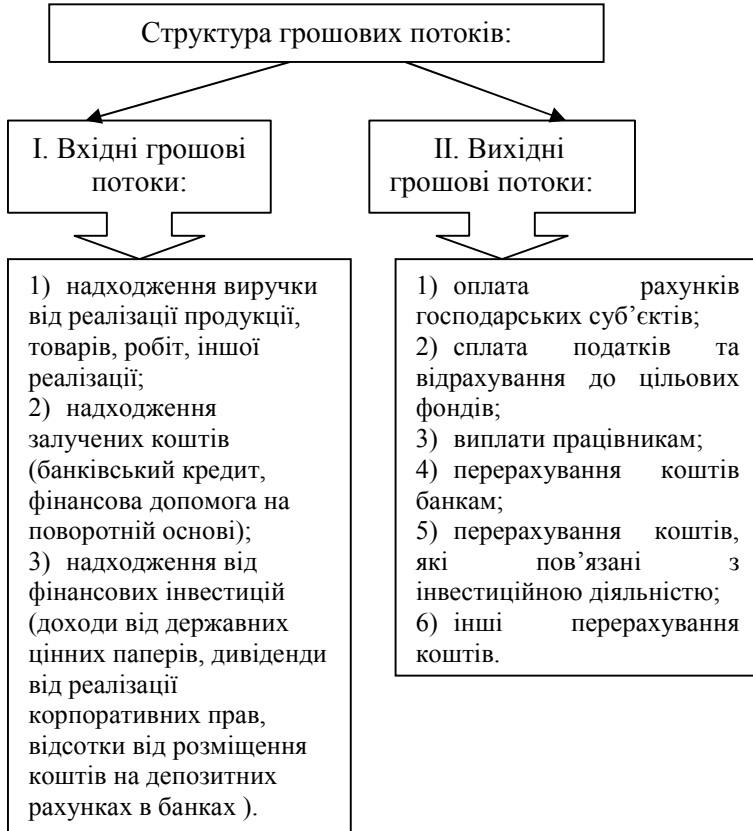 Структура грошових потоків:
І. Вхідні грошові
потоки:
ІІ. Вихідні
грошові потоки:
1) надходження виручки
від реалізації продукції,
товарів, робіт, іншої
реалізації;
2) надходження
залучених коштів
(банківський кредит,
фінансова допомога на
поворотній основі);
3) надходження від
фінансових інвестицій
(доходи від державних
цінних паперів, дивіденди
від реалізації
корпоративних прав,
відсотки від розміщення
коштів на депозитних
рахунках в банках ).
1) оплата рахунків
господарських суб’єктів;
2) сплата податків та
відрахування до цільових
фондів;
3) виплати працівникам;
4) перерахування коштів
банкам;
5) перерахування коштів,
які пов’язані з
інвестиційною діяльністю;
6) інші перерахування
коштів.